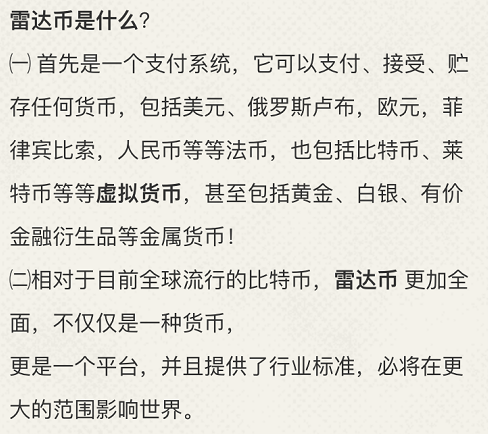 雷达币是什么？
㈠ 首先是一个支付系统，它可以支付、接受、贮
存任何货币，包括美元、俄罗斯卢布，欧元，菲
律宾比索，人民币等等法币，也包括比特币、莱
特币等等虚拟货币，甚至包括黄金、白银、有价
金融衍生品等金属货币！
㈡相对于目前全球流行的比特币，雷达币 更加全
面，不仅仅是一种货币，
更是一个平台，并且提供了行业标准，必将在更
大的范围影响世界。